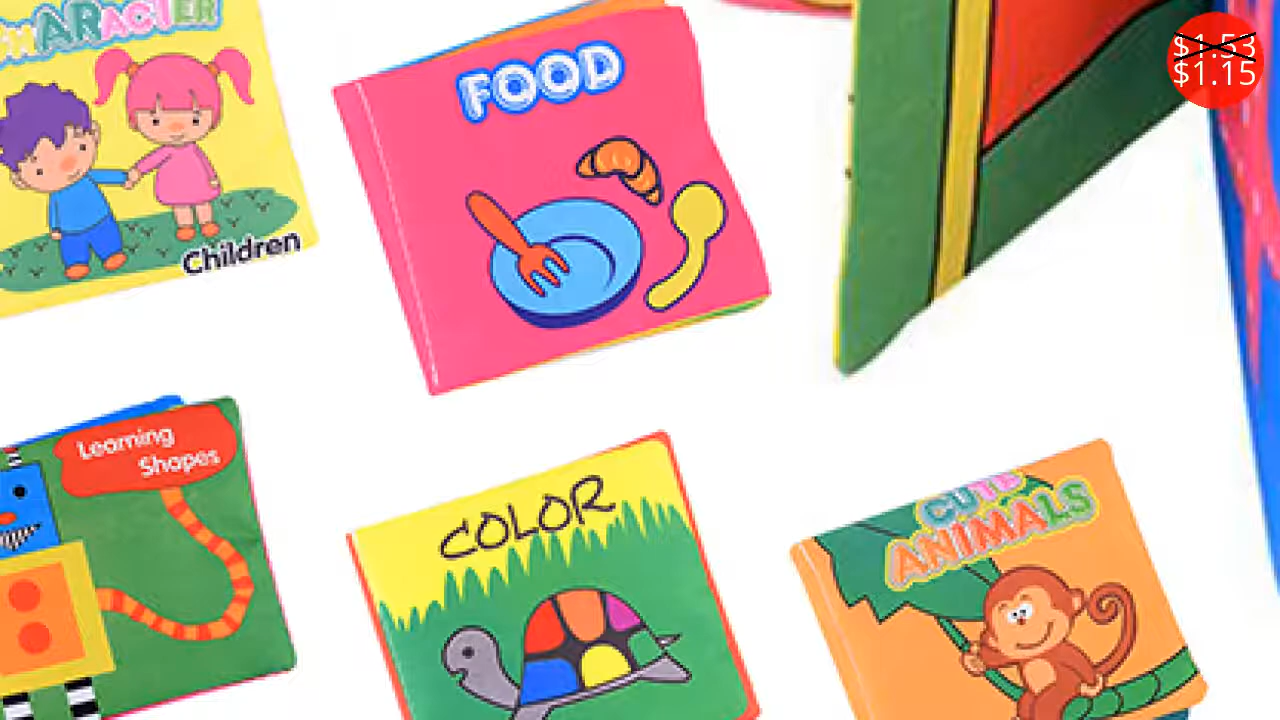 CHARACTER
Children
FOOD
$1.53
$1.15
Learning
Shapes
COLOR
CUTE
ANIMALS